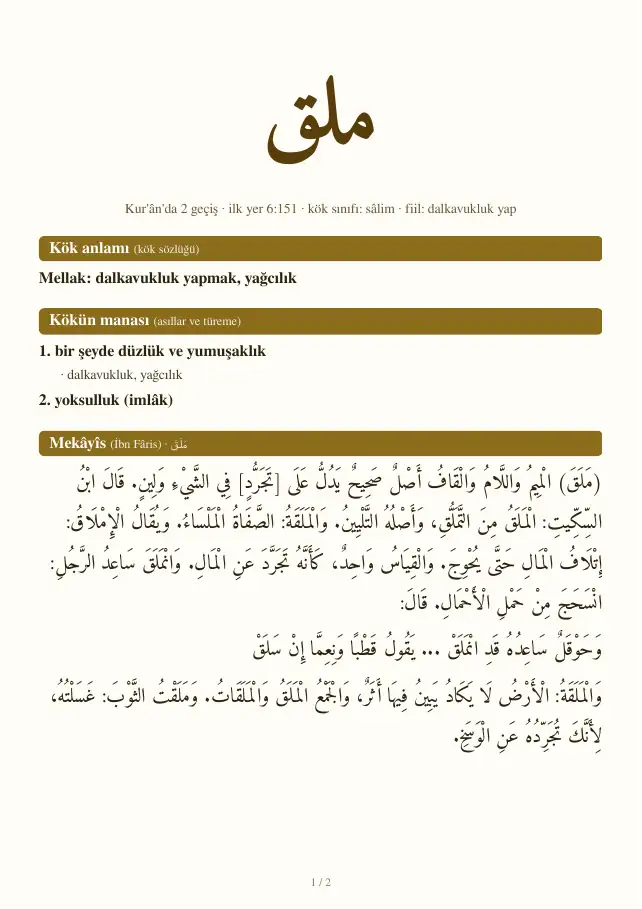 ملق
Kur'ân'da 2 geçiş · ilk yer 6:151 · kök sınıfı: sâlim · fiil: dalkavukluk yap
Kök anlamı (kök sözlüğü)
Mellak: dalkavukluk yapmak, yağcılık
Kökün manası (asıllar ve türeme)
1. bir şeyde düzlük ve yumuşaklık
· dalkavukluk, yağcılık
2. yoksulluk (imlâk)
Mekâyîs (İbn Fâris) · مَلَقَ
(مَلَقَ) الْمِيمُ وَاللَّامُ وَالْقَافُ أَصْلٌ صَحِيحٌ يَدُلُّ عَلَى [تَجَرُّدٍ] فِي الشَّيْءِ وَلِينٍ. قَالَ ابْنُ
السِّكِّيتِ: الْمَلَقُ مِنَ التَّمَلُّقِ، وَأَصْلُهُ التَّلْيِينُ. وَالْمَلَقَةُ: الصَّفَاةُ الْمَلْسَاءُ. وَيُقَالُ الْإِمْلَاقُ:
إِتْلَافُ الْمَالِ حَتَّى يُحْوِجَ. وَالْقِيَاسُ وَاحِدٌ، كَأَنَّهُ تَجَرَّدَ عَنِ الْمَالِ. وَانْمَلَقَ سَاعِدُ الرَّجُلِ:
انْسَحَجَ مِنْ حَمْلِ الْأَحْمَالِ. قَالَ:
وَحَوْقَلٌ سَاعِدُهُ قَدِ انْمَلَقْ ... يَقُولُ قَطْبًا وَنِعِمَّا إِنْ سَلَقْ
وَالْمَلَقَةُ: الْأَرْضُ لَا يَكَادُ يَبِينُ فِيهَا أَثَرٌ، وَالْجَمْعُ الْمَلَقُ وَالْمَلَقَاتُ. وَمَلَقْتُ الثَّوْبَ: غَسَلْتُهُ،
لِأَنَّكَ تُجَرِّدُهُ عَنِ الْوَسَخِ.
1 / 2